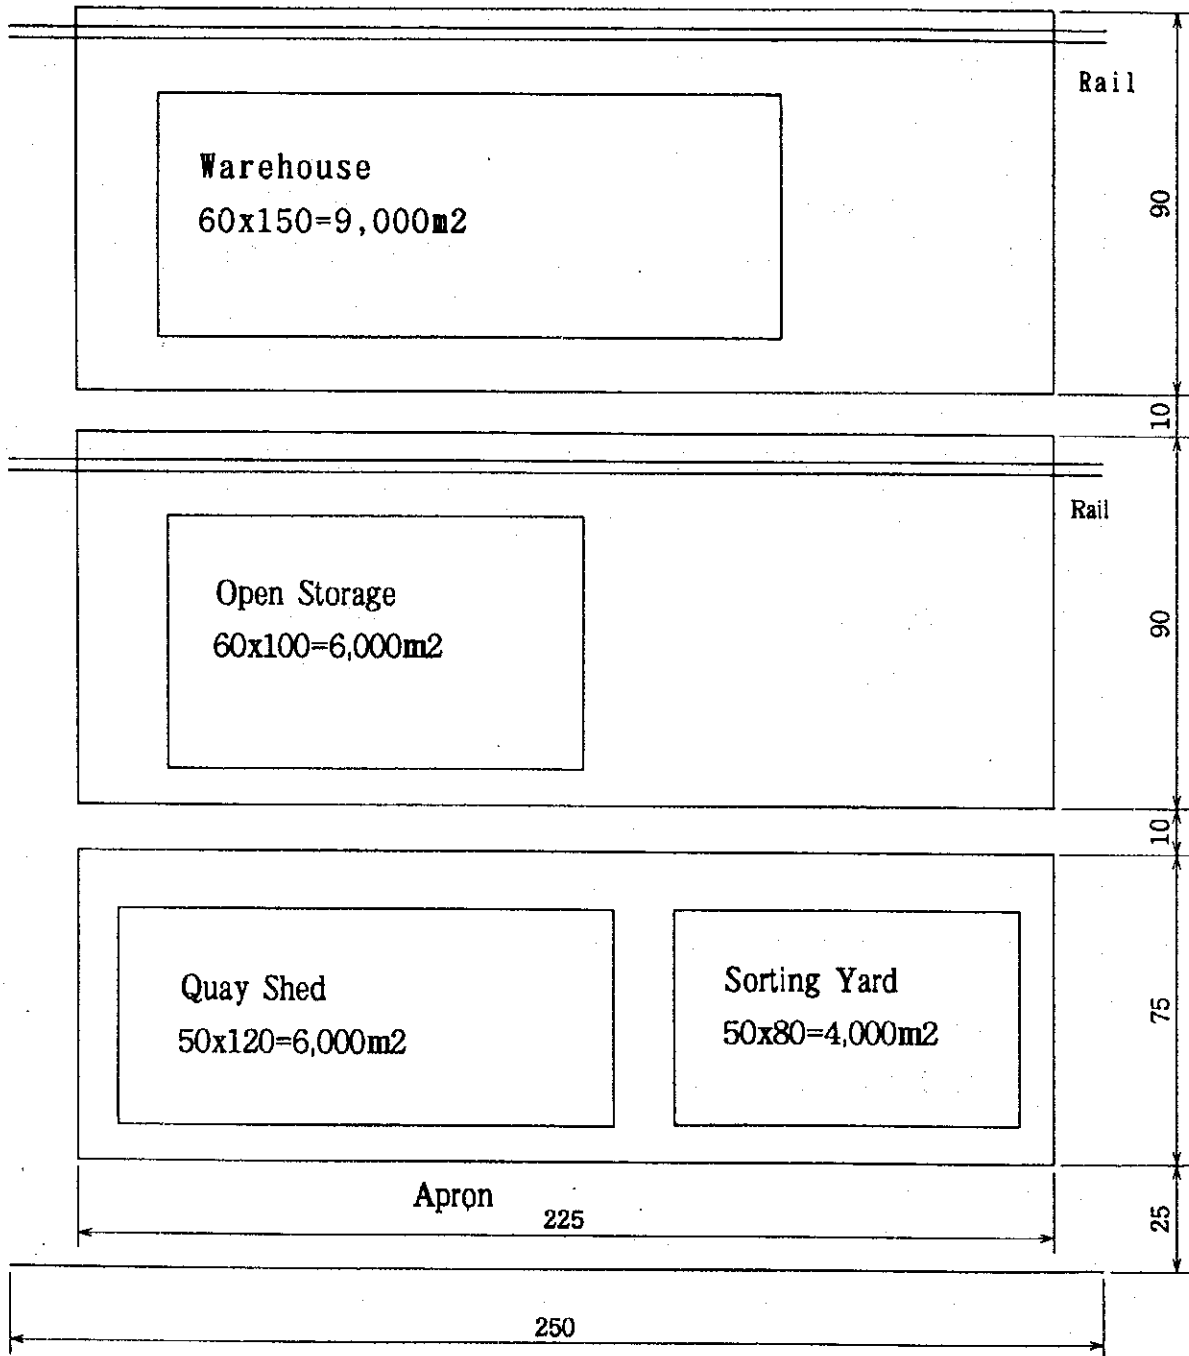 Rail
Warehouse
60x150=9,000m2
90
10
Rail
Open Storage
60x100=6,000m2
90
10
Quay Shed
50x120=6,000m2
Sorting Yard
50x80=4,000m2
75
Apron
225
25
250